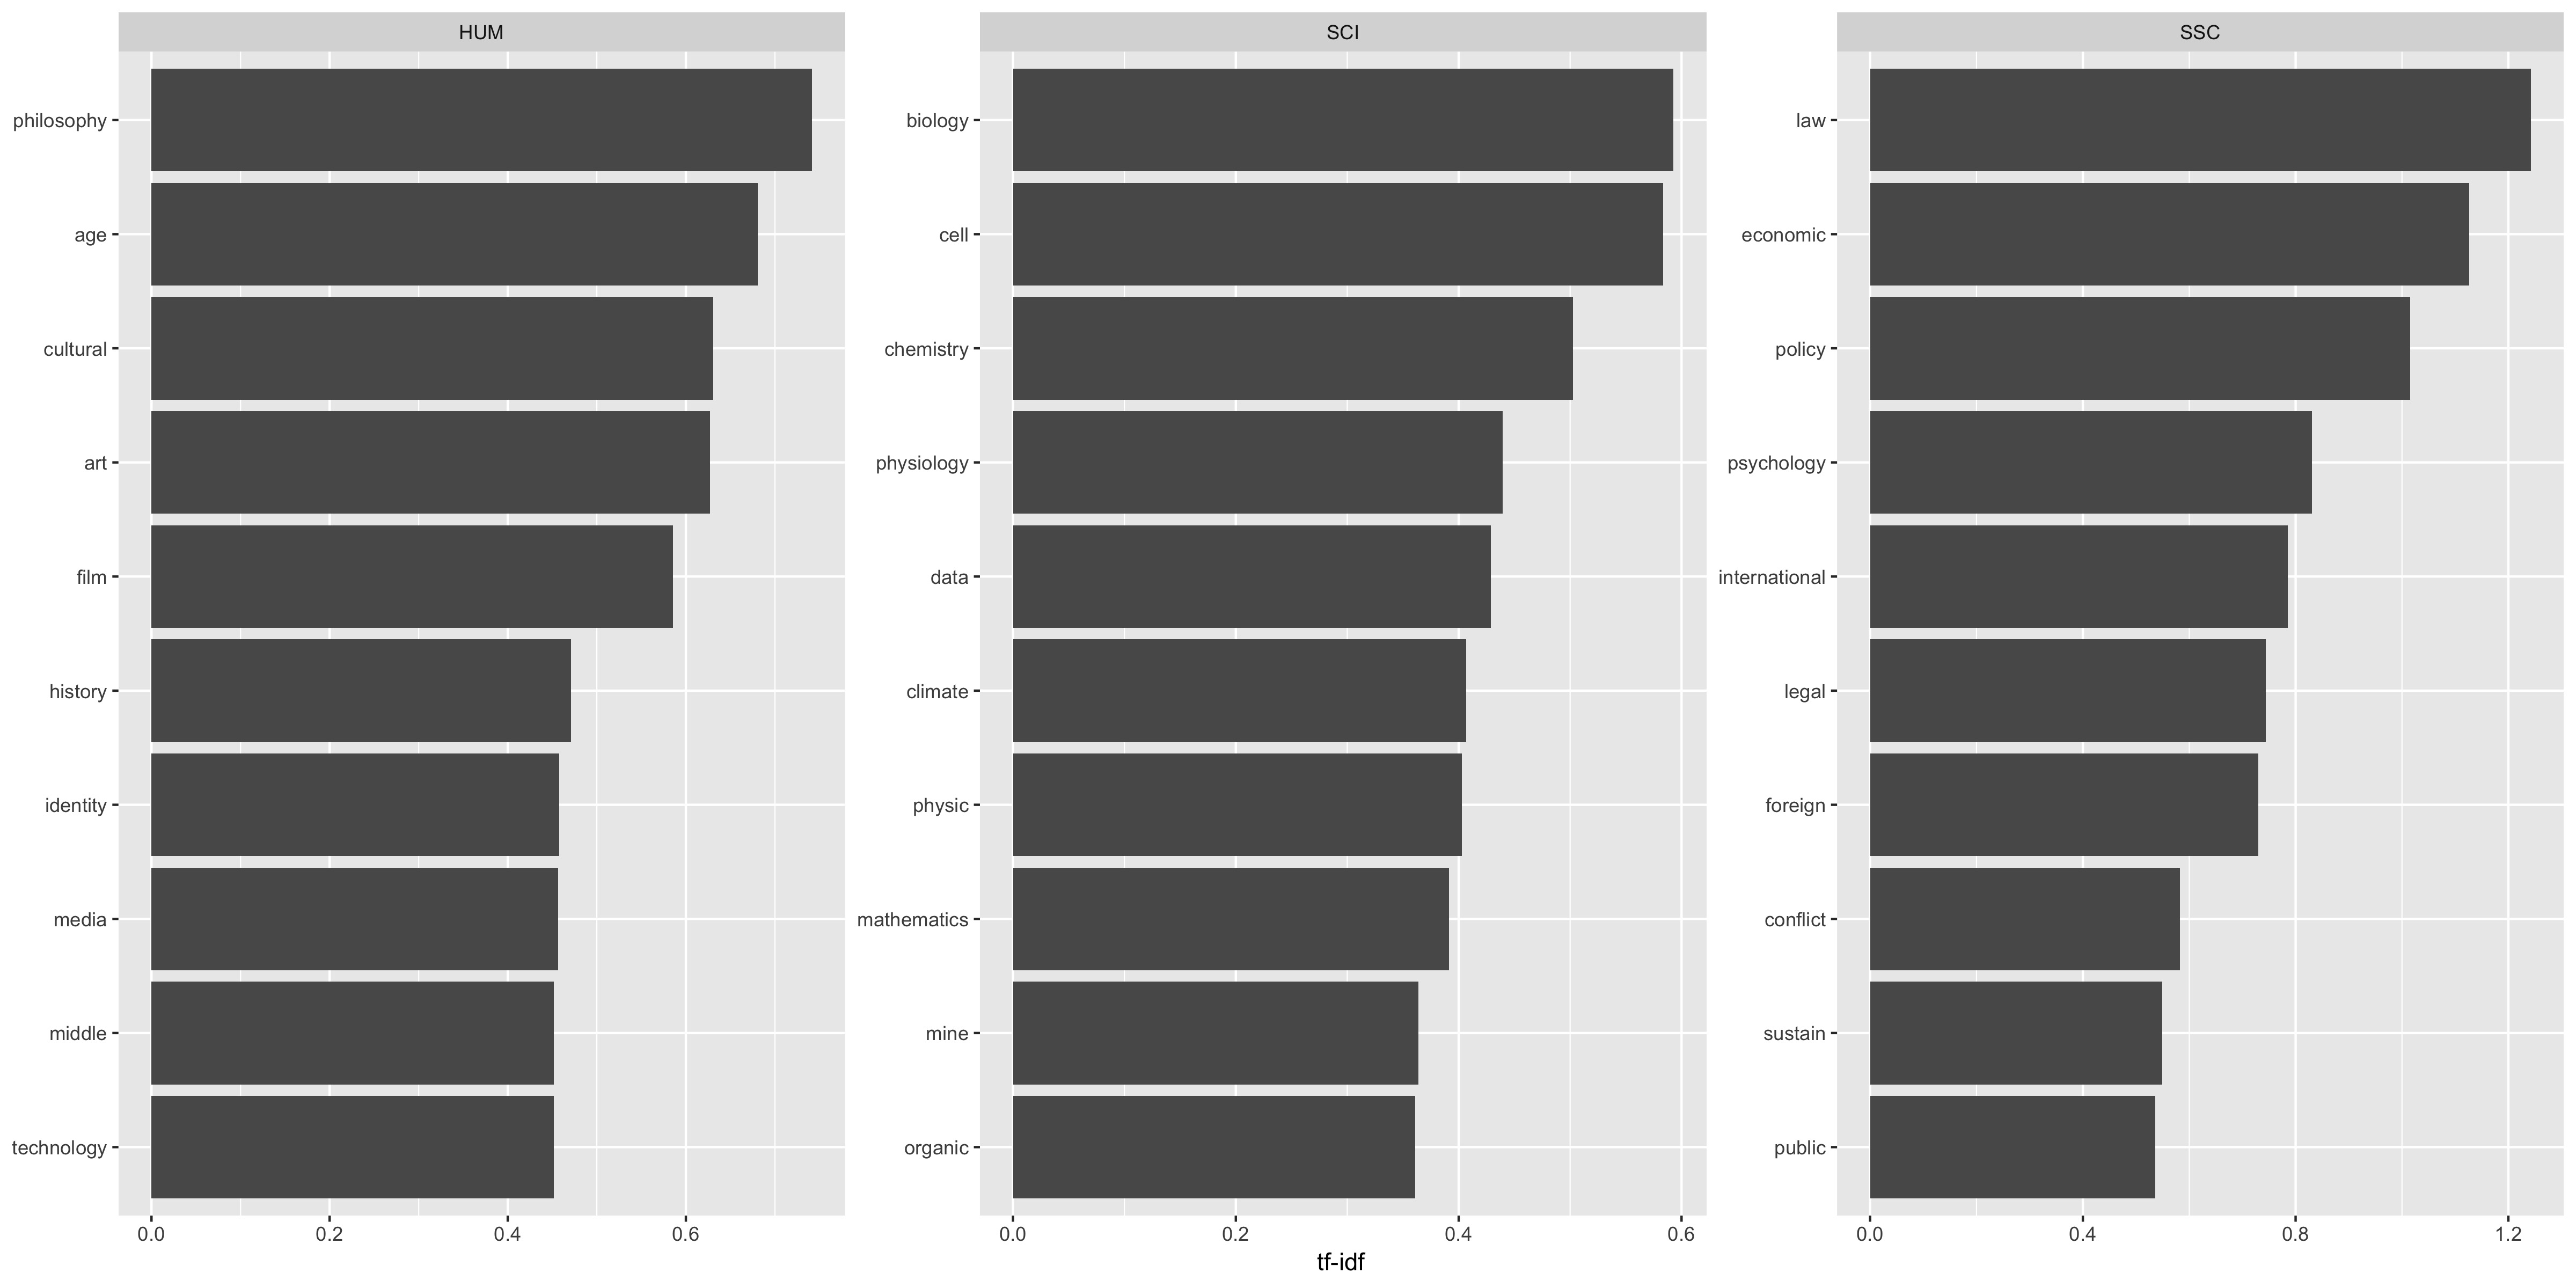 HUM
philosophy
age
cultural
art
film
history
identity
media
middle
technology
0.0 0.2 0.4 0.6
SCI
biology
cell
chemistry
physiology
data
climate
physic
mathematics
mine
organic
0.0 0.2 0.4 0.6
SSC
law
economic
policy
psychology
international
legal
foreign
conflict
sustain
public
0.0 0.4 0.8 1.2
tf-idf